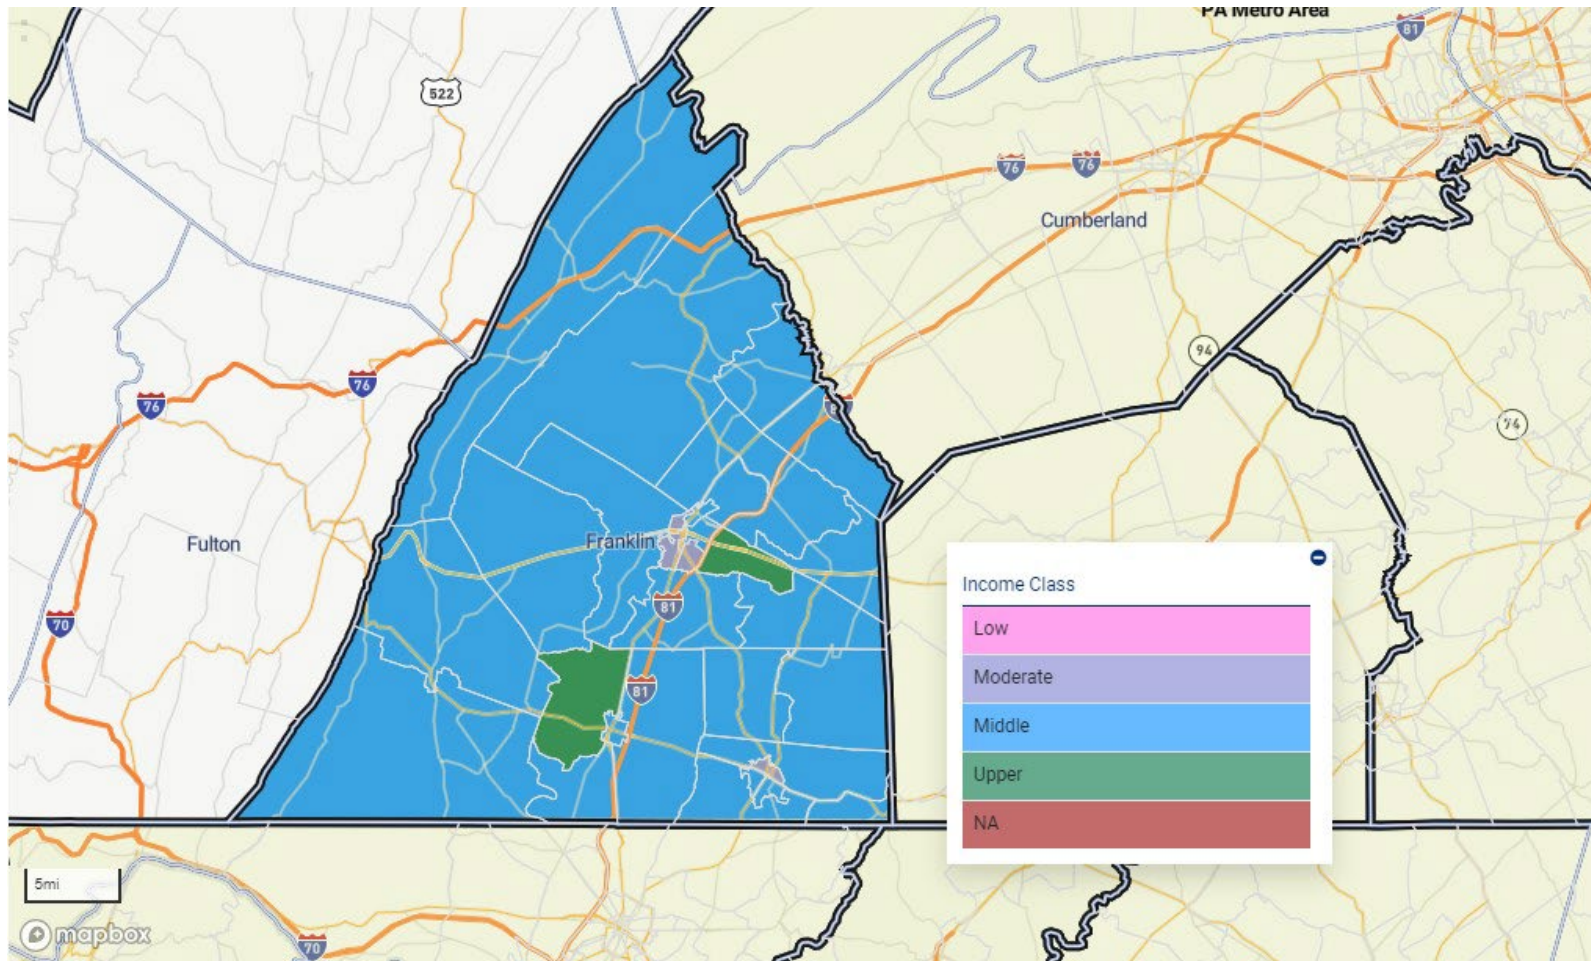 PA Metro Area
81
522
76
76
Cumberland
94
76
76
74
Franklin
Fulton
81
70
81
Income Class
Low
Moderate
Middle
Upper
NA
5mi
mapbox
70